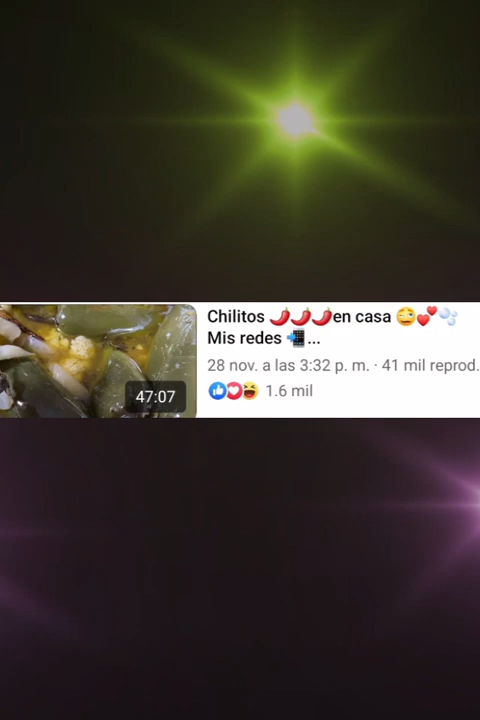 Chilitos 🌶️🌶️🌶️en casa 😳💕💨
Mis redes 📲...
28 nov. a las 3:32 p. m. · 41 mil reprod.
47:07
👍❤️😆 1.6 mil